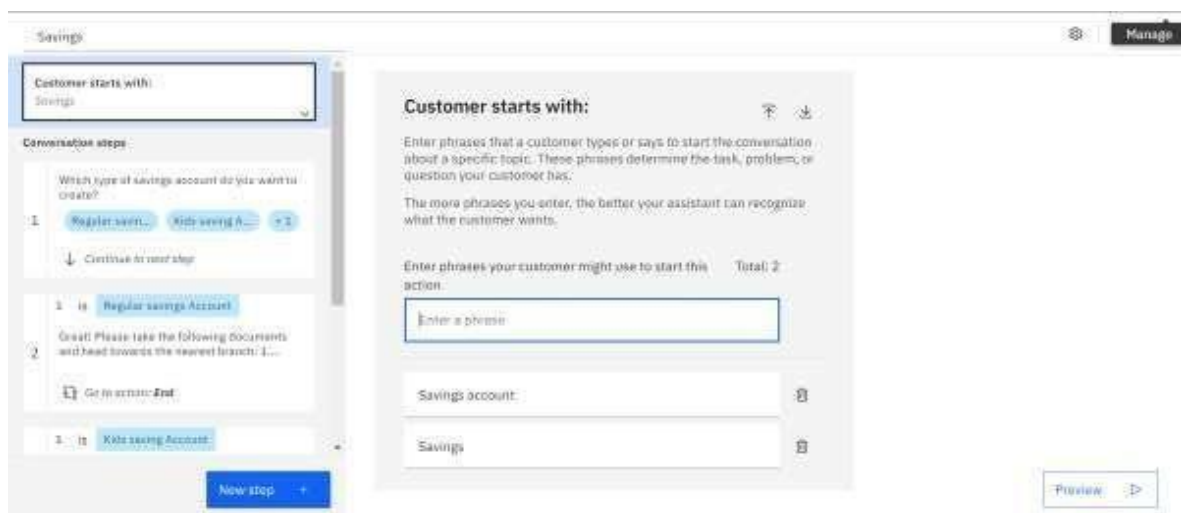 Savings
Manage
Customer starts with:
Savings
Conversation steps
1
Which type of savings account do you want to
create?
Regular savin...
Kids saving A...
+ 1
Continue to next step
2
1 is Regular savings Account
Great! Please take the following documents
and head towards the nearest branch: 1....
Go to action: End
1 is Kids saving Account
New step +
Customer starts with:
Enter phrases that a customer types or says to start the conversation
about a specific topic. These phrases determine the task, problem, or
question your customer has.
The more phrases you enter, the better your assistant can recognize
what the customer wants.
Enter phrases your customer might use to start this
action
Total: 2
Enter a phrase
Savings account
Savings
Preview